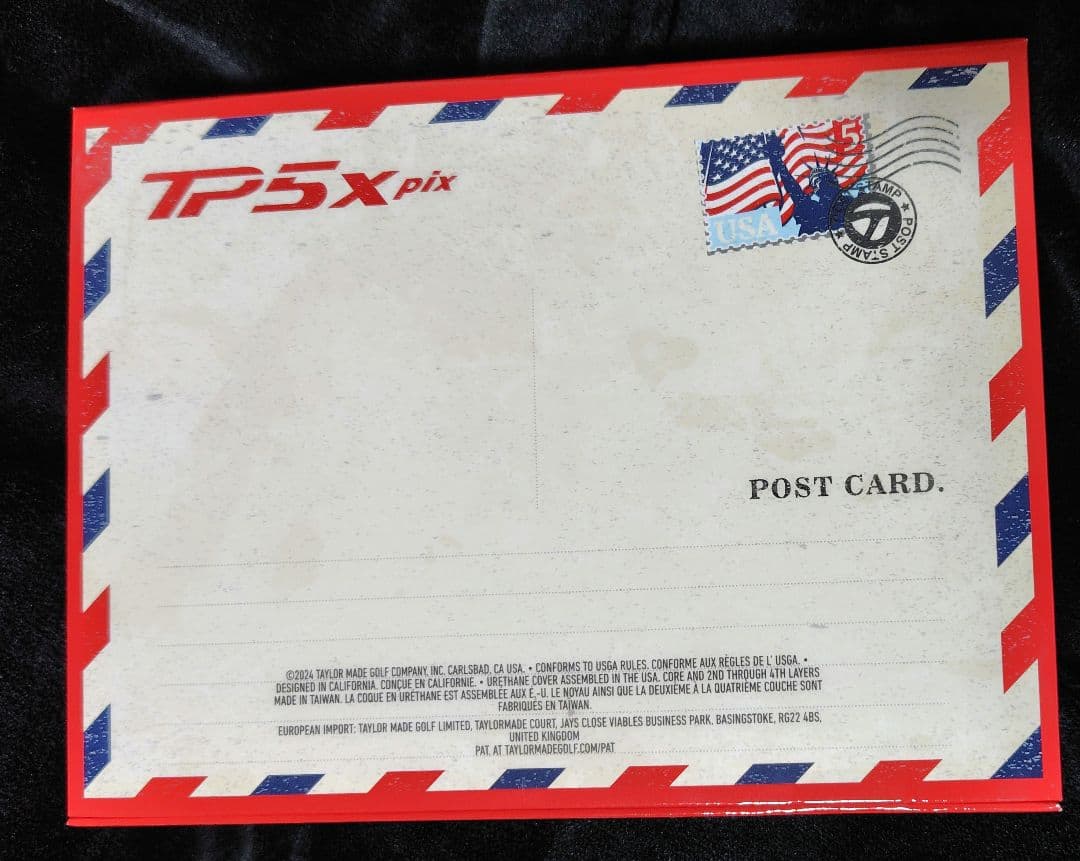 TP5x pix
5
USA
STAMP ★ POST STAMP ★
POST CARD.
©2024 TAYLOR MADE GOLF COMPANY, INC. CARLSBAD, CA USA. • CONFORMS TO USGA RULES. CONFORME AUX RÈGLES DE L' USGA. •
DESIGNED IN CALIFORNIA. CONÇUE EN CALIFORNIE. • URETHANE COVER ASSEMBLED IN THE USA. CORE AND 2ND THROUGH 4TH LAYERS
MADE IN TAIWAN. LA COQUE EN URÉTHANE EST ASSEMBLÉE AUX É.-U. LE NOYAU AINSI QUE LA DEUXIÈME À LA QUATRIÈME COUCHE SONT
FABRIQUÉS EN TAÏWAN.
EUROPEAN IMPORT: TAYLOR MADE GOLF LIMITED, TAYLORMADE COURT, JAYS CLOSE VIABLES BUSINESS PARK, BASINGSTOKE, RG22 4BS,
UNITED KINGDOM
PAT. AT TAYLORMADEGOLF.COM/PAT